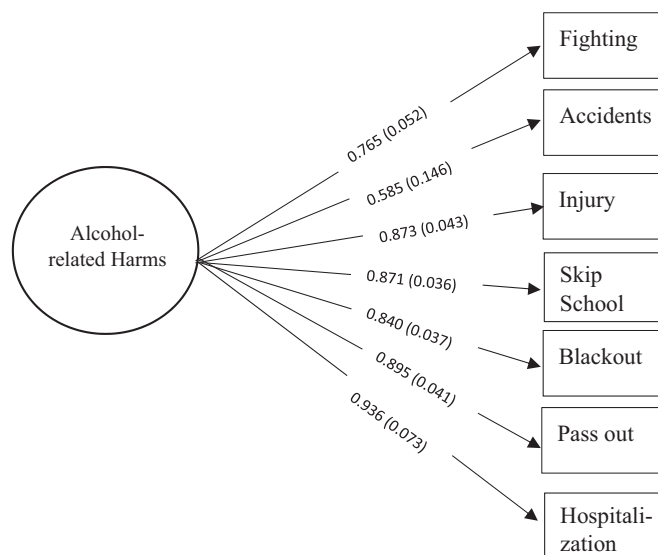 Fighting
0.765 (0.052)
Accidents
0.585 (0.146)
Injury
0.873 (0.043)
Alcohol-
related Harms
0.871 (0.036)
Skip
School
0.840 (0.037)
Blackout
0.895 (0.041)
Pass out
0.936 (0.073)
Hospitali-
zation